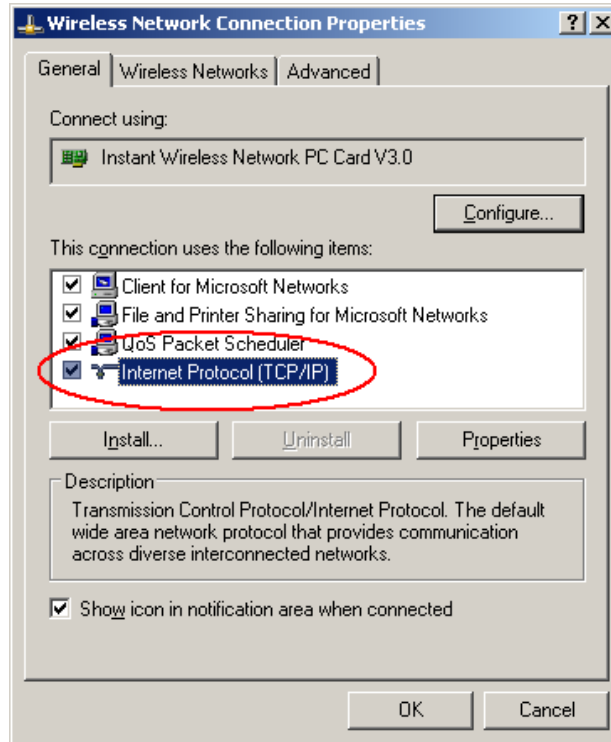 Wireless Network Connection Properties
General Wireless Networks Advanced
Connect using:
Instant Wireless Network PC Card V3.0
Configure...
This connection uses the following items:
Client for Microsoft Networks
File and Printer Sharing for Microsoft Networks
QoS Packet Scheduler
Internet Protocol (TCP/IP)
Install... Uninstall Properties
Description
Transmission Control Protocol/Internet Protocol. The default
wide area network protocol that provides communication
across diverse interconnected networks.
Show icon in notification area when connected
OK Cancel